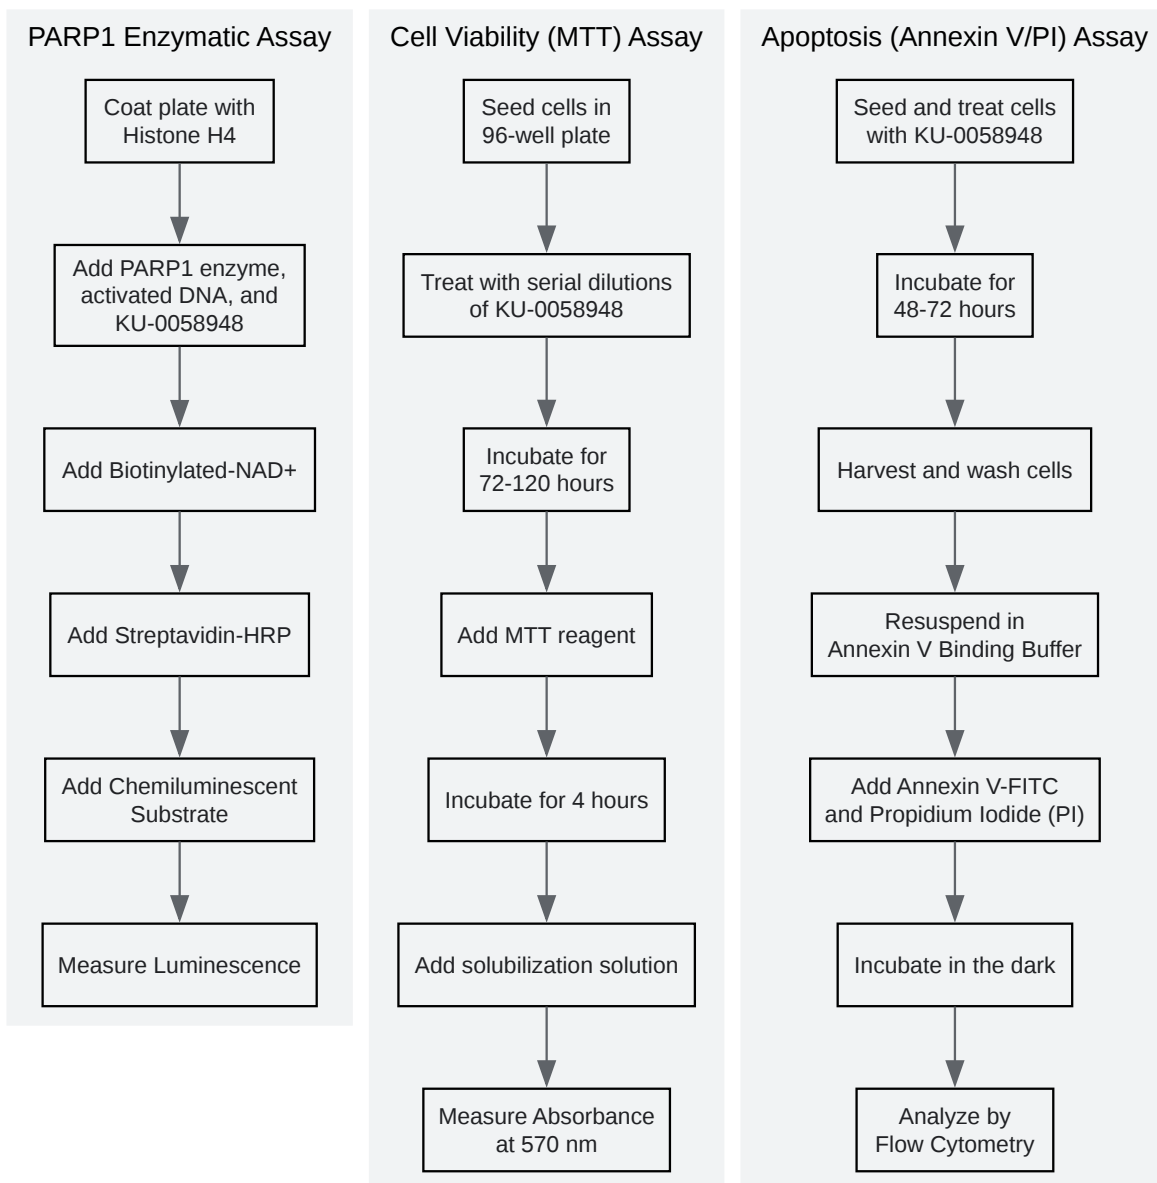 PARP1 Enzymatic Assay
Coat plate with
Histone H4
Add PARP1 enzyme,
activated DNA, and
KU-0058948
Add Biotinylated-NAD+
Add Streptavidin-HRP
Add Chemiluminescent
Substrate
Measure Luminescence
Cell Viability (MTT) Assay
Seed cells in
96-well plate
Treat with serial dilutions
of KU-0058948
Incubate for
72-120 hours
Add MTT reagent
Incubate for 4 hours
Add solubilization solution
Measure Absorbance
at 570 nm
Apoptosis (Annexin V/PI) Assay
Seed and treat cells
with KU-0058948
Incubate for
48-72 hours
Harvest and wash cells
Resuspend in
Annexin V Binding Buffer
Add Annexin V-FITC
and Propidium Iodide (PI)
Incubate in the dark
Analyze by
Flow Cytometry